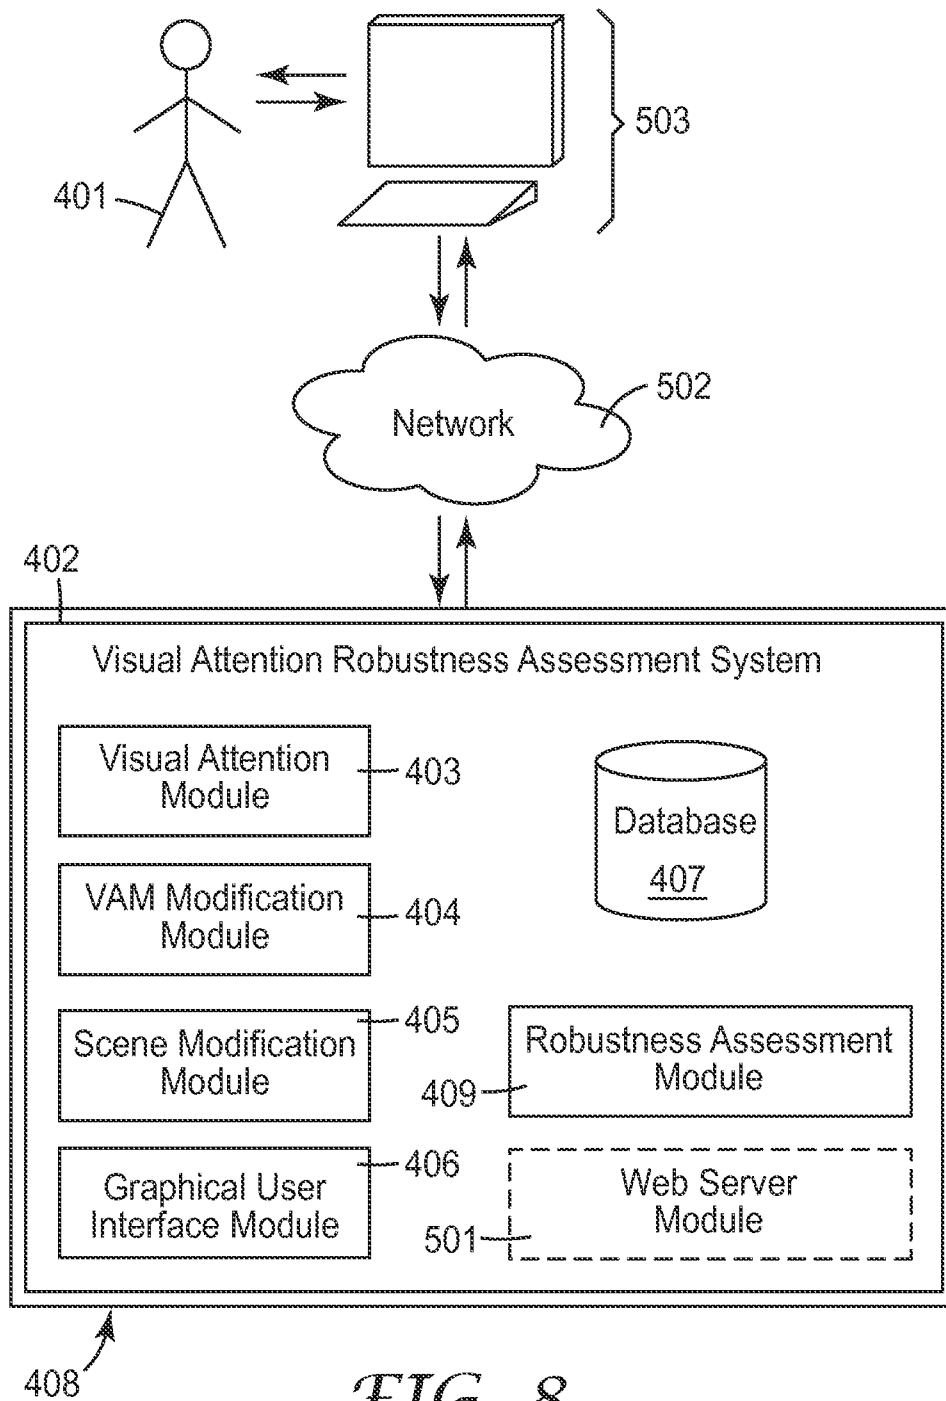 503
401
502
Network
402
Visual Attention Robustness Assessment System
Visual Attention
Module
403
Database
407
VAM Modification
Module
404
Scene Modification
Module
405
Robustness Assessment
Module
409
Graphical User
Interface Module
406
Web Server
Module
501
408
FIG. 8